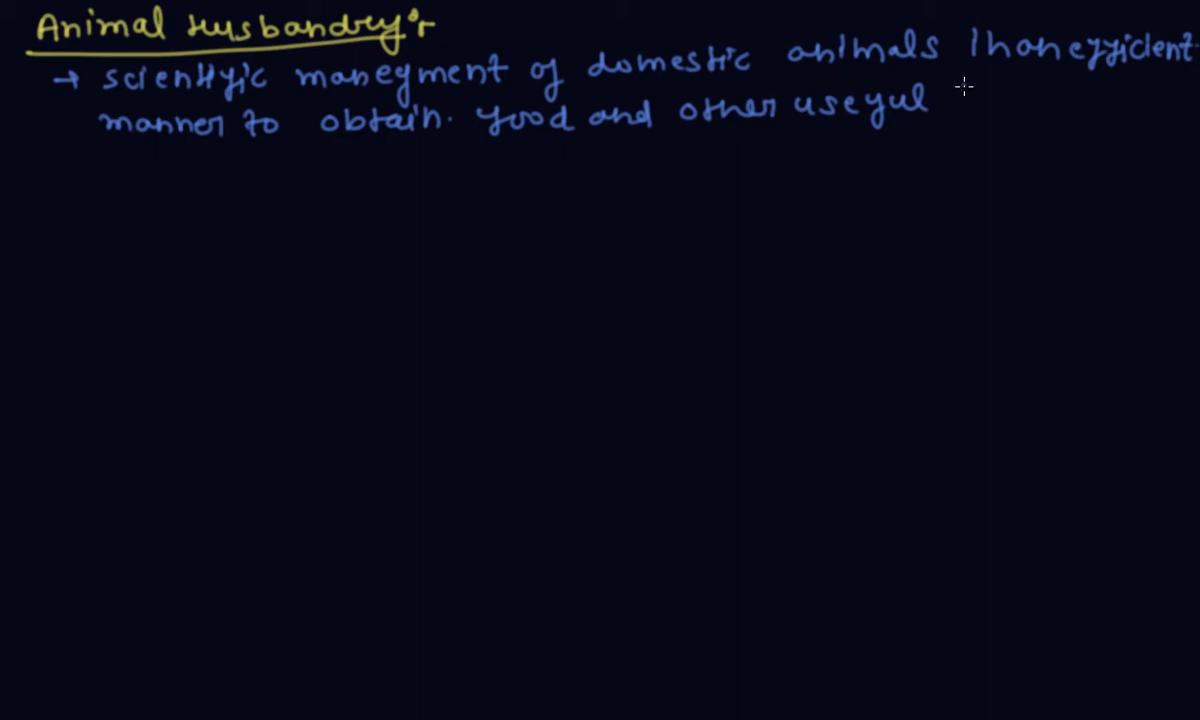 Animal Husbandry :-
→ scientific manegment of domestic animals in an efficient
manner to obtain. food and other useful